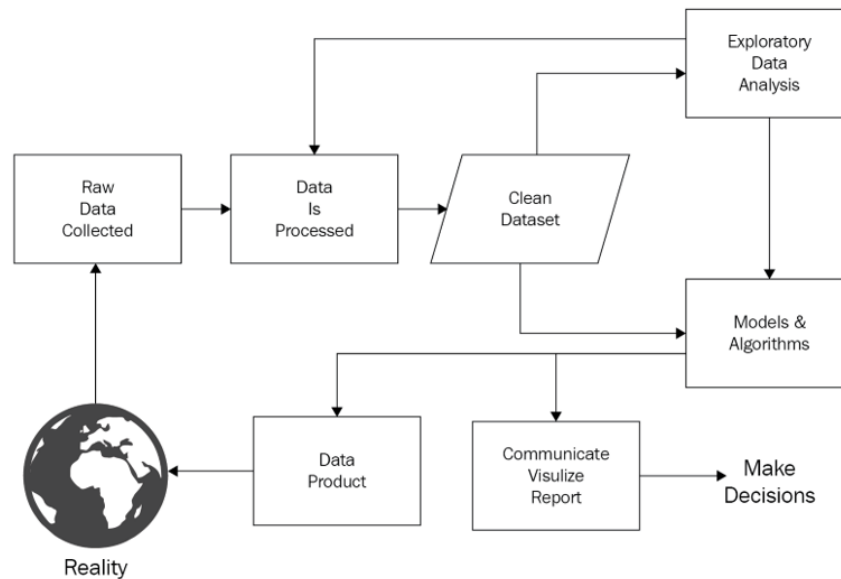 Exploratory
Data
Analysis
Raw
Data
Collected
Data
Is
Processed
Clean
Dataset
Models &
Algorithms
Data
Product
Communicate
Visulize
Report
Make
Decisions
Reality